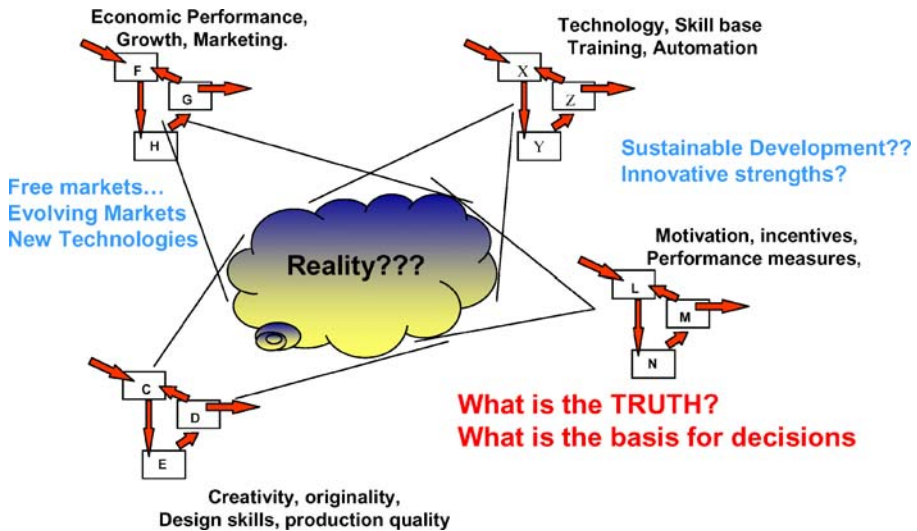 Economic Performance,
Growth, Marketing.
F
G
H
Technology, Skill base
Training, Automation
X
Z
Y
Free markets…
Evolving Markets
New Technologies
Sustainable Development??
Innovative strengths?
Reality???
Motivation, incentives,
Performance measures,
L
M
N
C
D
E
What is the TRUTH?
What is the basis for decisions
Creativity, originality,
Design skills, production quality